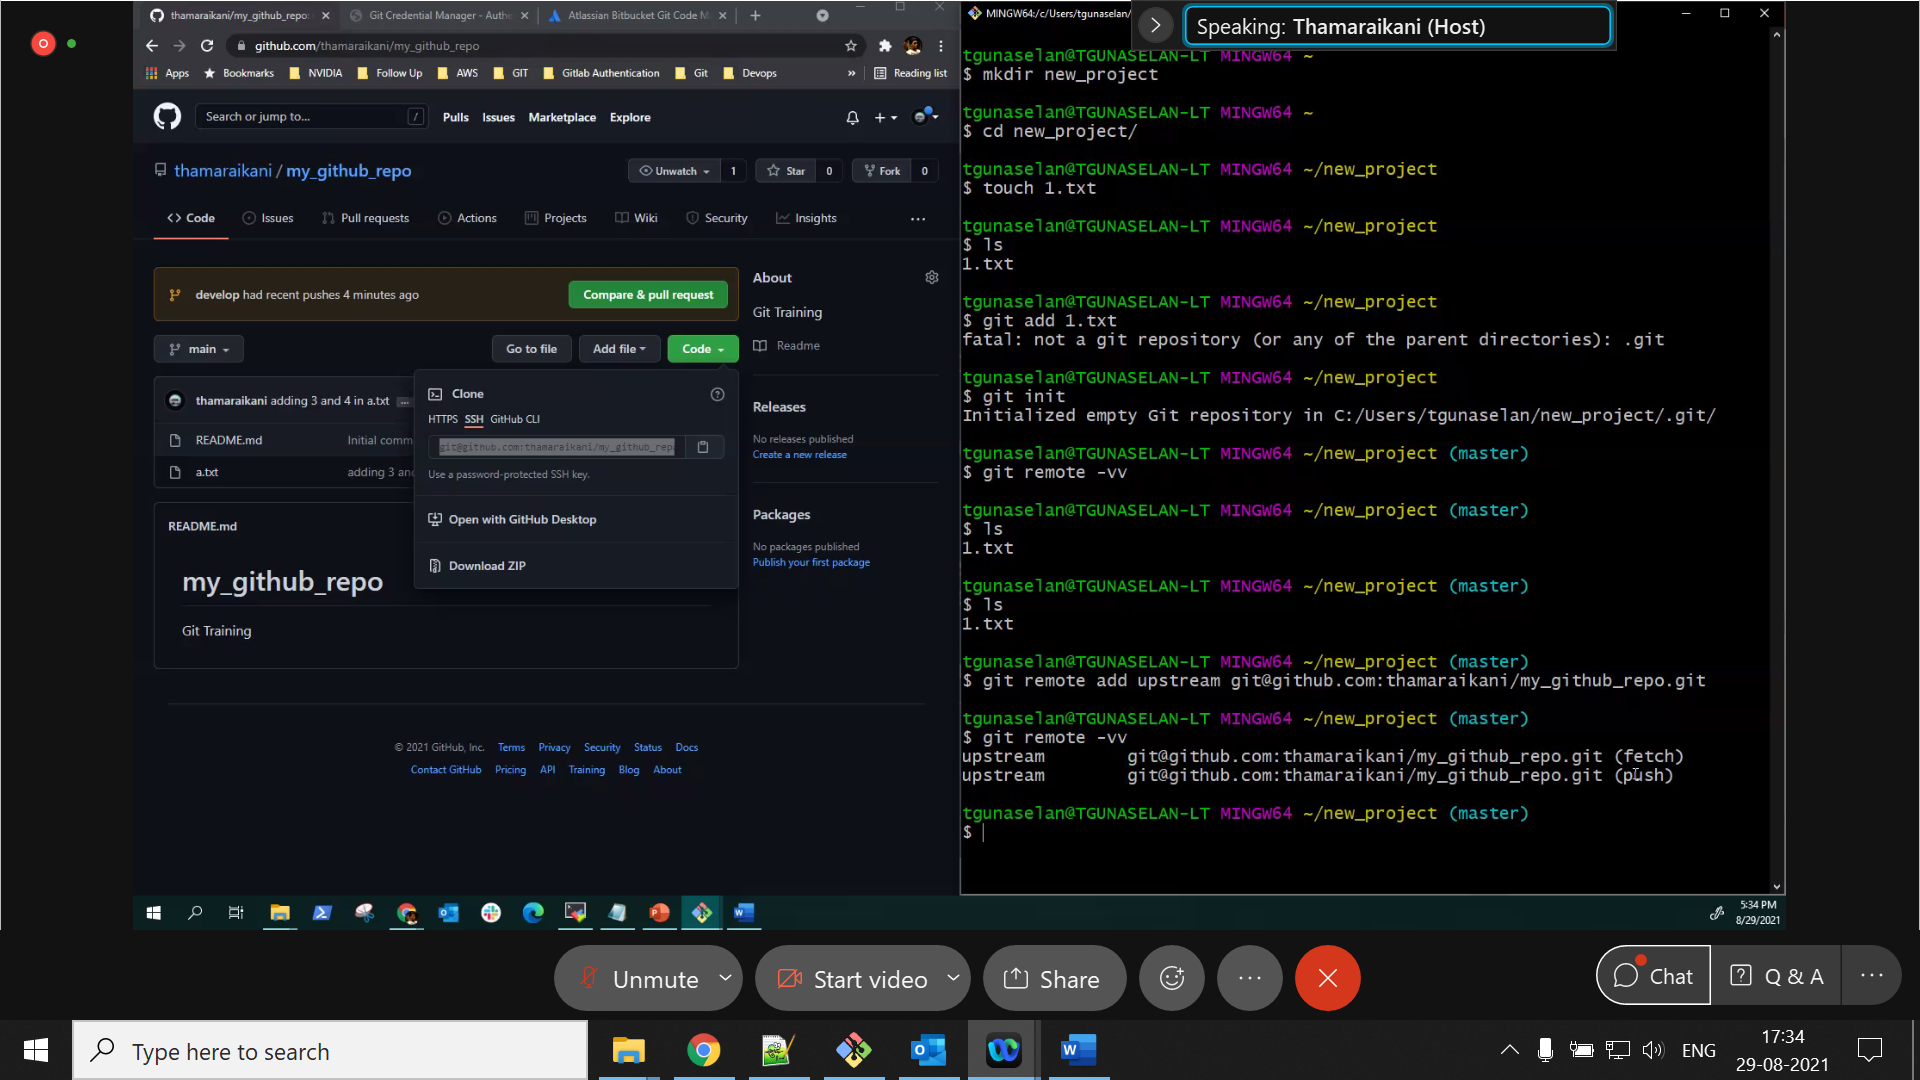 thamaraikani/my_github_repo:
Git Credential Manager - Authe
Atlassian Bitbucket Git Code M
github.com/thamaraikani/my_github_repo
Apps
Bookmarks
NVIDIA
Follow Up
AWS
GIT
Gitlab Authentication
Git
Devops
»
Reading list
Search or jump to...
/
Pulls
Issues
Marketplace
Explore
thamaraikani / my_github_repo
Unwatch
1
Star
0
Fork
0
<> Code
Issues
Pull requests
Actions
Projects
Wiki
Security
Insights
...
develop had recent pushes 4 minutes ago
Compare & pull request
main
Go to file
Add file
Code
thamaraikani adding 3 and 4 in a.txt ...
README.md
Initial comm
a.txt
adding 3 and
Clone
HTTPS
SSH
GitHub CLI
git@github.com:thamaraikani/my_github_rep
Use a password-protected SSH key.
Open with GitHub Desktop
Download ZIP
README.md
my_github_repo
Git Training
About
Git Training
Readme
Releases
No releases published
Create a new release
Packages
No packages published
Publish your first package
© 2021 GitHub, Inc.
Terms
Privacy
Security
Status
Docs
Contact GitHub
Pricing
API
Training
Blog
About
MINGW64:/c/Users/tgunaselan/
Speaking: Thamaraikani (Host)
tgunaselan@TGUNASELAN-LT MINGW64 ~
$ mkdir new_project
tgunaselan@TGUNASELAN-LT MINGW64 ~
$ cd new_project/
tgunaselan@TGUNASELAN-LT MINGW64 ~/new_project
$ touch 1.txt
tgunaselan@TGUNASELAN-LT MINGW64 ~/new_project
$ ls
1.txt
tgunaselan@TGUNASELAN-LT MINGW64 ~/new_project
$ git add 1.txt
fatal: not a git repository (or any of the parent directories): .git
tgunaselan@TGUNASELAN-LT MINGW64 ~/new_project
$ git init
Initialized empty Git repository in C:/Users/tgunaselan/new_project/.git/
tgunaselan@TGUNASELAN-LT MINGW64 ~/new_project (master)
$ git remote -vv
tgunaselan@TGUNASELAN-LT MINGW64 ~/new_project (master)
$ ls
1.txt
tgunaselan@TGUNASELAN-LT MINGW64 ~/new_project (master)
$ ls
1.txt
tgunaselan@TGUNASELAN-LT MINGW64 ~/new_project (master)
$ git remote add upstream git@github.com:thamaraikani/my_github_repo.git
tgunaselan@TGUNASELAN-LT MINGW64 ~/new_project (master)
$ git remote -vv
upstream git@github.com:thamaraikani/my_github_repo.git (fetch)
upstream git@github.com:thamaraikani/my_github_repo.git (push)
tgunaselan@TGUNASELAN-LT MINGW64 ~/new_project (master)
$
5:34 PM
8/29/2021
Unmute
Start video
Share
Chat
Q & A
Type here to search
ENG
17:34
29-08-2021